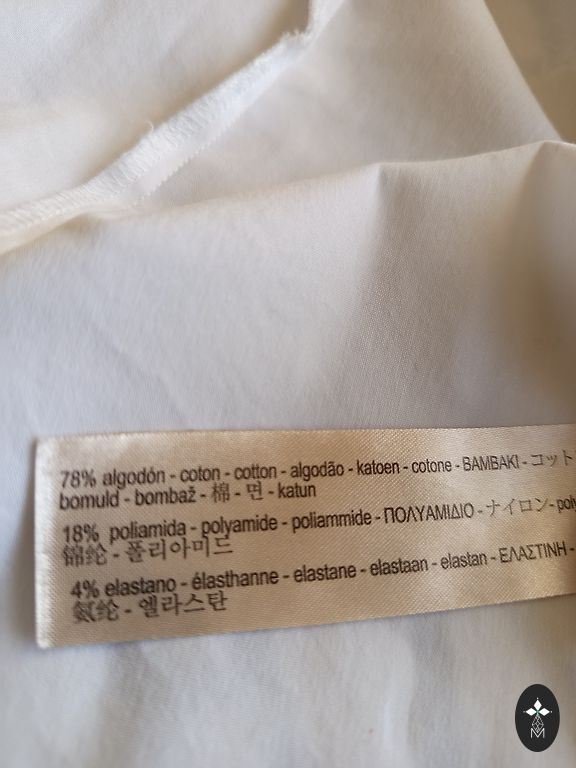 78% algodón - coton - cotton - algodão - katoen - cotone - BAMBAKI - コット
bomuld - bombaž - 棉 - 면 - katun
18% poliamida - polyamide - poliammide - ΠΟΛΥΑΜΙΔΙΟ - ナイロン- poly
锦纶 - 폴리아미드
4% elastano - élasthanne - elastane - elastaan - elastan - ΕΛΑΣΤΙΝΗ -
氨纶 - 엘라스탄
M